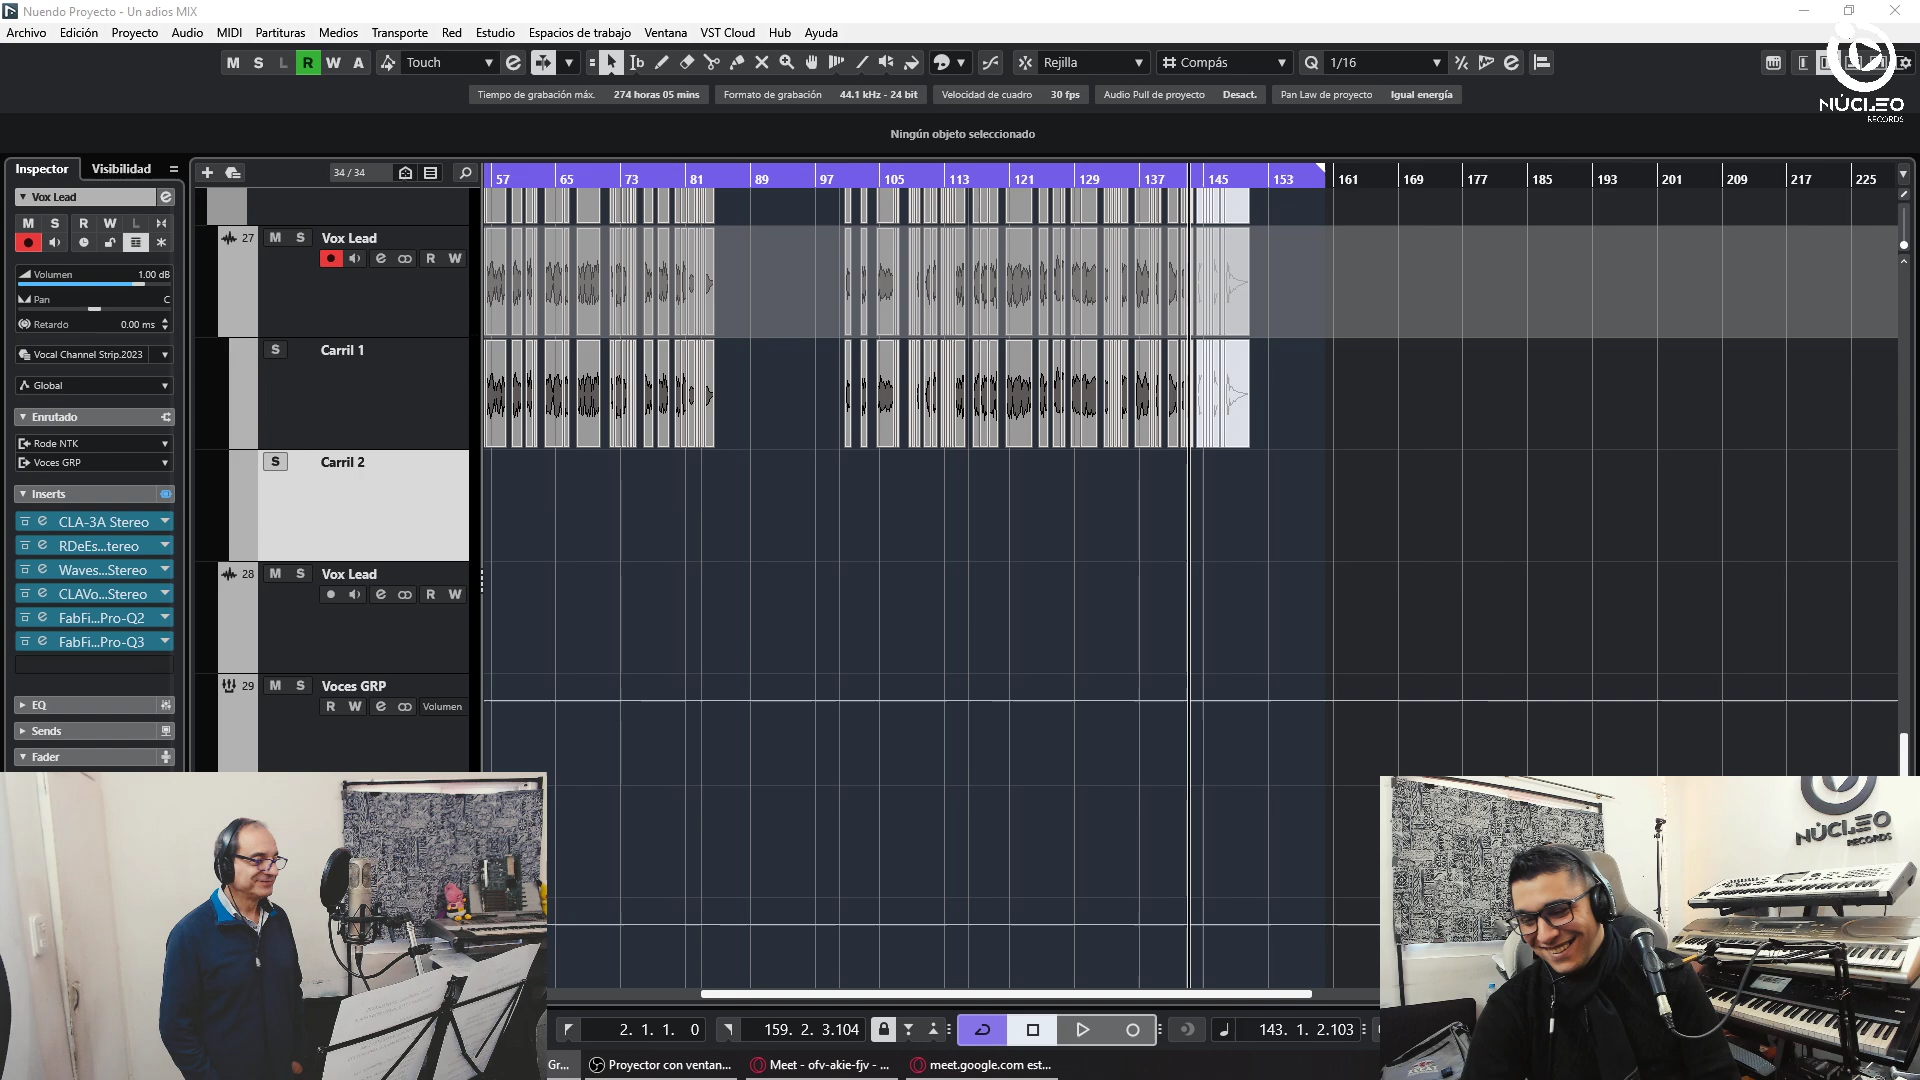 Nuendo Proyecto - Un adios MIX
Archivo Edición Proyecto Audio MIDI Partituras Medios Transporte Red Estudio Espacios de trabajo Ventana VST Cloud Hub Ayuda
M S L R W A Touch Rejilla Compás Q 1/16
Tiempo de grabación máx. 274 horas 05 mins Formato de grabación 44.1 kHz - 24 bit Velocidad de cuadro 30 fps Audio Pull de proyecto Desact. Pan Law de proyecto Igual energía
NÚCLEO
RECORDS
Ningún objeto seleccionado
Inspector Visibilidad
34 / 34
57 65 73 81 89 97 105 113 121 129 137 145 153 161 169 177 185 193 201 209 217 225
Vox Lead
M S R W L
Volumen 1.00 dB
Pan C
Retardo 0.00 ms
Vocal Channel Strip.2023
Global
Enrutado
Rode NTK
Voces GRP
Inserts
CLA-3A Stereo
RDeEs...tereo
Waves...Stereo
CLAVo...Stereo
FabFi...Pro-Q2
FabFi...Pro-Q3
EQ
Sends
Fader
27 M S Vox Lead
R W
S Carril 1
S Carril 2
28 M S Vox Lead
R W
29 M S Voces GRP
R W Volumen
NÚCLEO
RECORDS
2. 1. 1. 0 159. 2. 3.104 143. 1. 2.103
Gr... Proyector con ventan... Meet - ofv-akie-fjv - ... meet.google.com est...